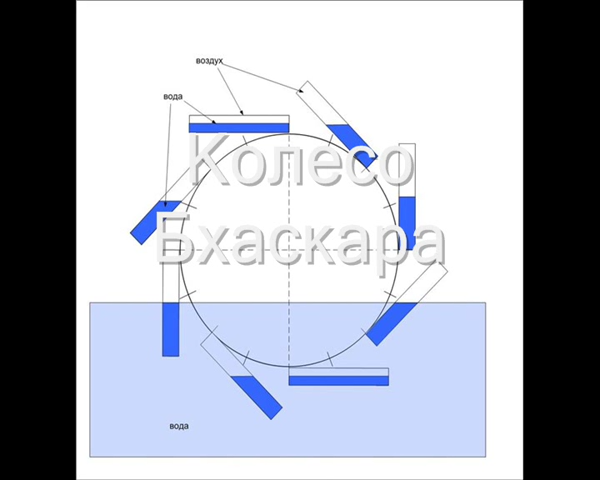 воздух
вода
Колесо
Бхаскара
вода